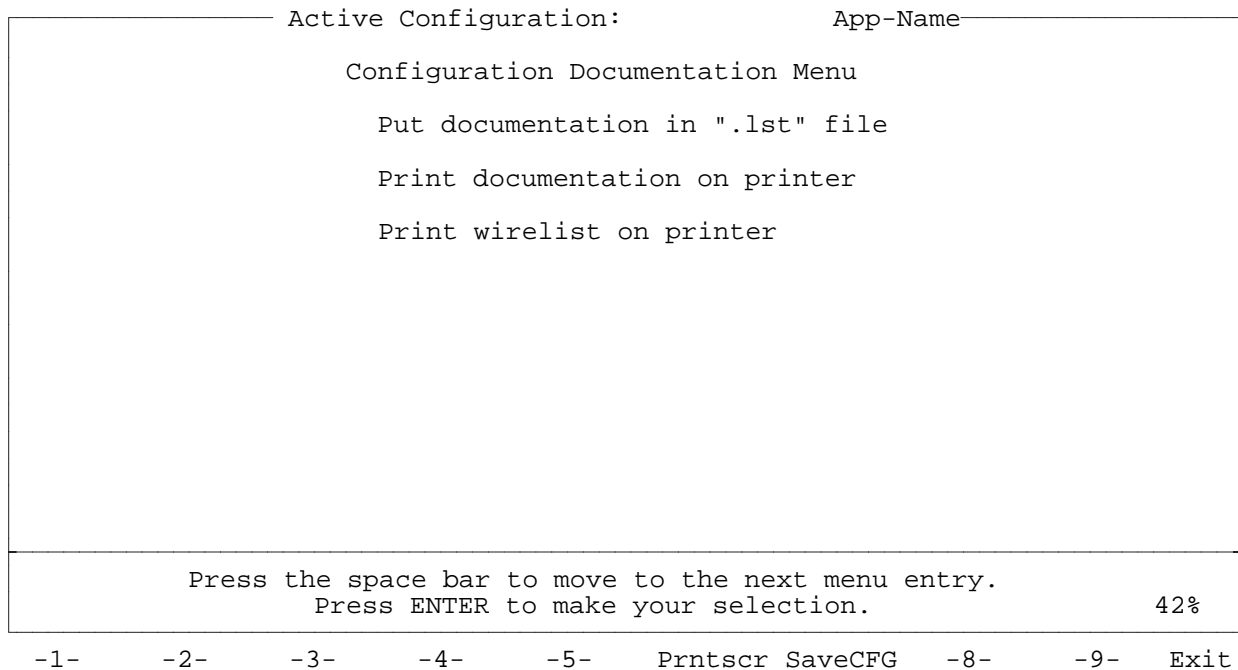 Active Configuration: App-Name
Configuration Documentation Menu
Put documentation in ".lst" file
Print documentation on printer
Print wirelist on printer
Press the space bar to move to the next menu entry.
Press ENTER to make your selection. 42%
-1- -2- -3- -4- -5- Prntscr SaveCFG -8- -9- Exit